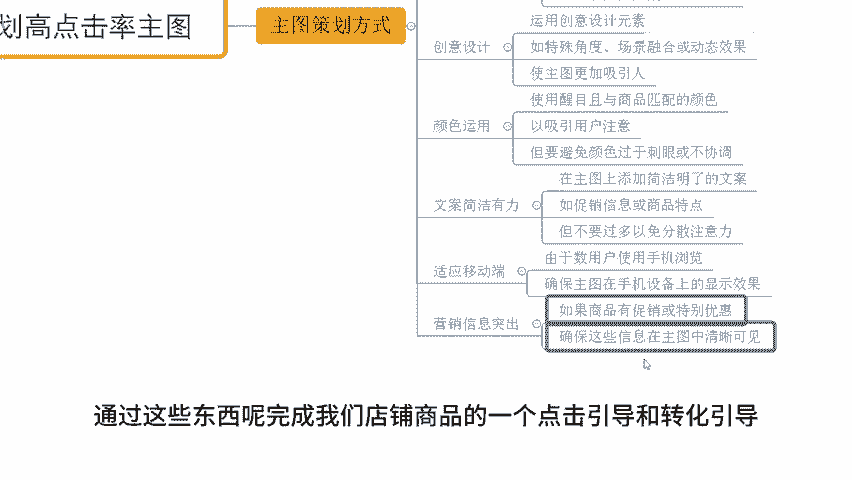 划高点击率主图
主图策划方式
创意设计
运用创意设计元素
如特殊角度、场景融合或动态效果
使主图更加吸引人
颜色运用
使用醒目且与商品匹配的颜色
以吸引用户注意
但要避免颜色过于刺眼或不协调
文案简洁有力
在主图上添加简洁明了的文案
如促销信息或商品特点
但不要过多以免分散注意力
适应移动端
由于数用户使用手机浏览
确保主图在手机设备上的显示效果
营销信息突出
如果商品有促销或特别优惠
确保这些信息在主图中清晰可见
通过这些东西呢完成我们店铺商品的一个点击引导和转化引导